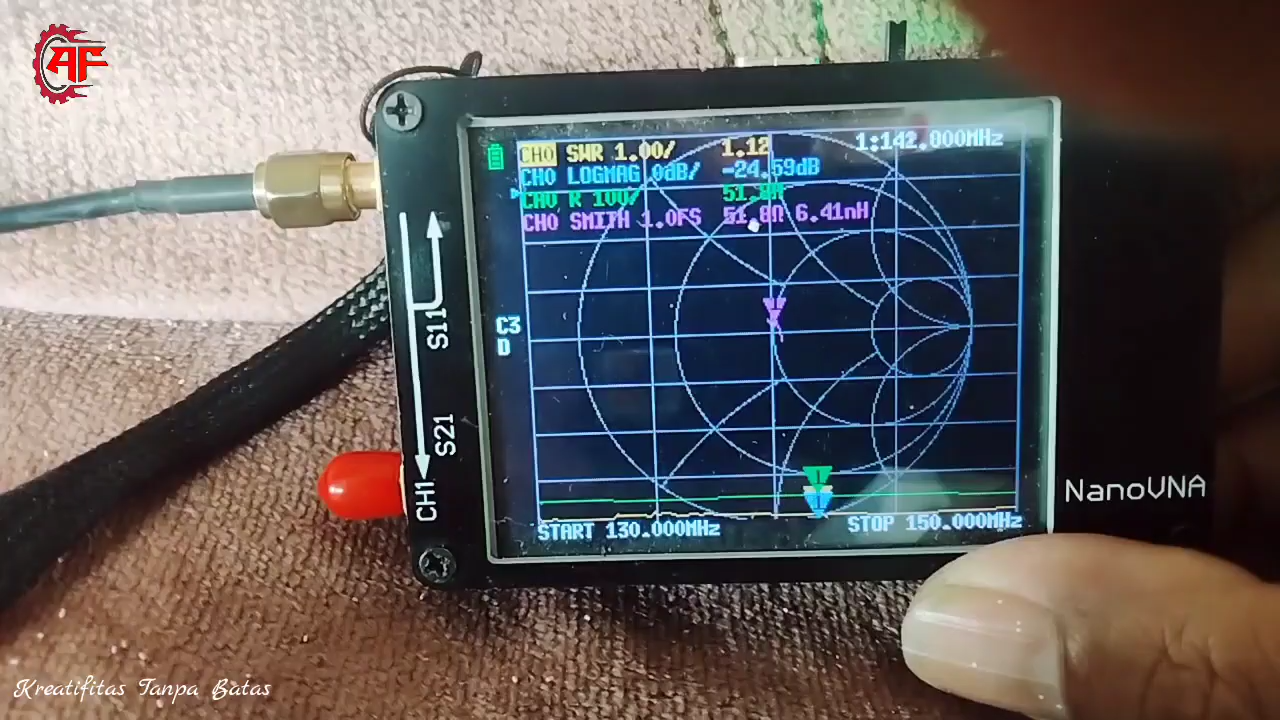 AF
CH0 SWR 1.00/ 1.12 1:142.000MHz
CH0 LOGMAG 0dB/ -24.59dB
CH0 R 100/
CH0 SMITH 1.0FS 51.8Ω 6.41nH
S11
C3
D
S21
CH1
NanoVNA
START 130.000MHz STOP 150.000MHz
Kreatifitas Tanpa Batas